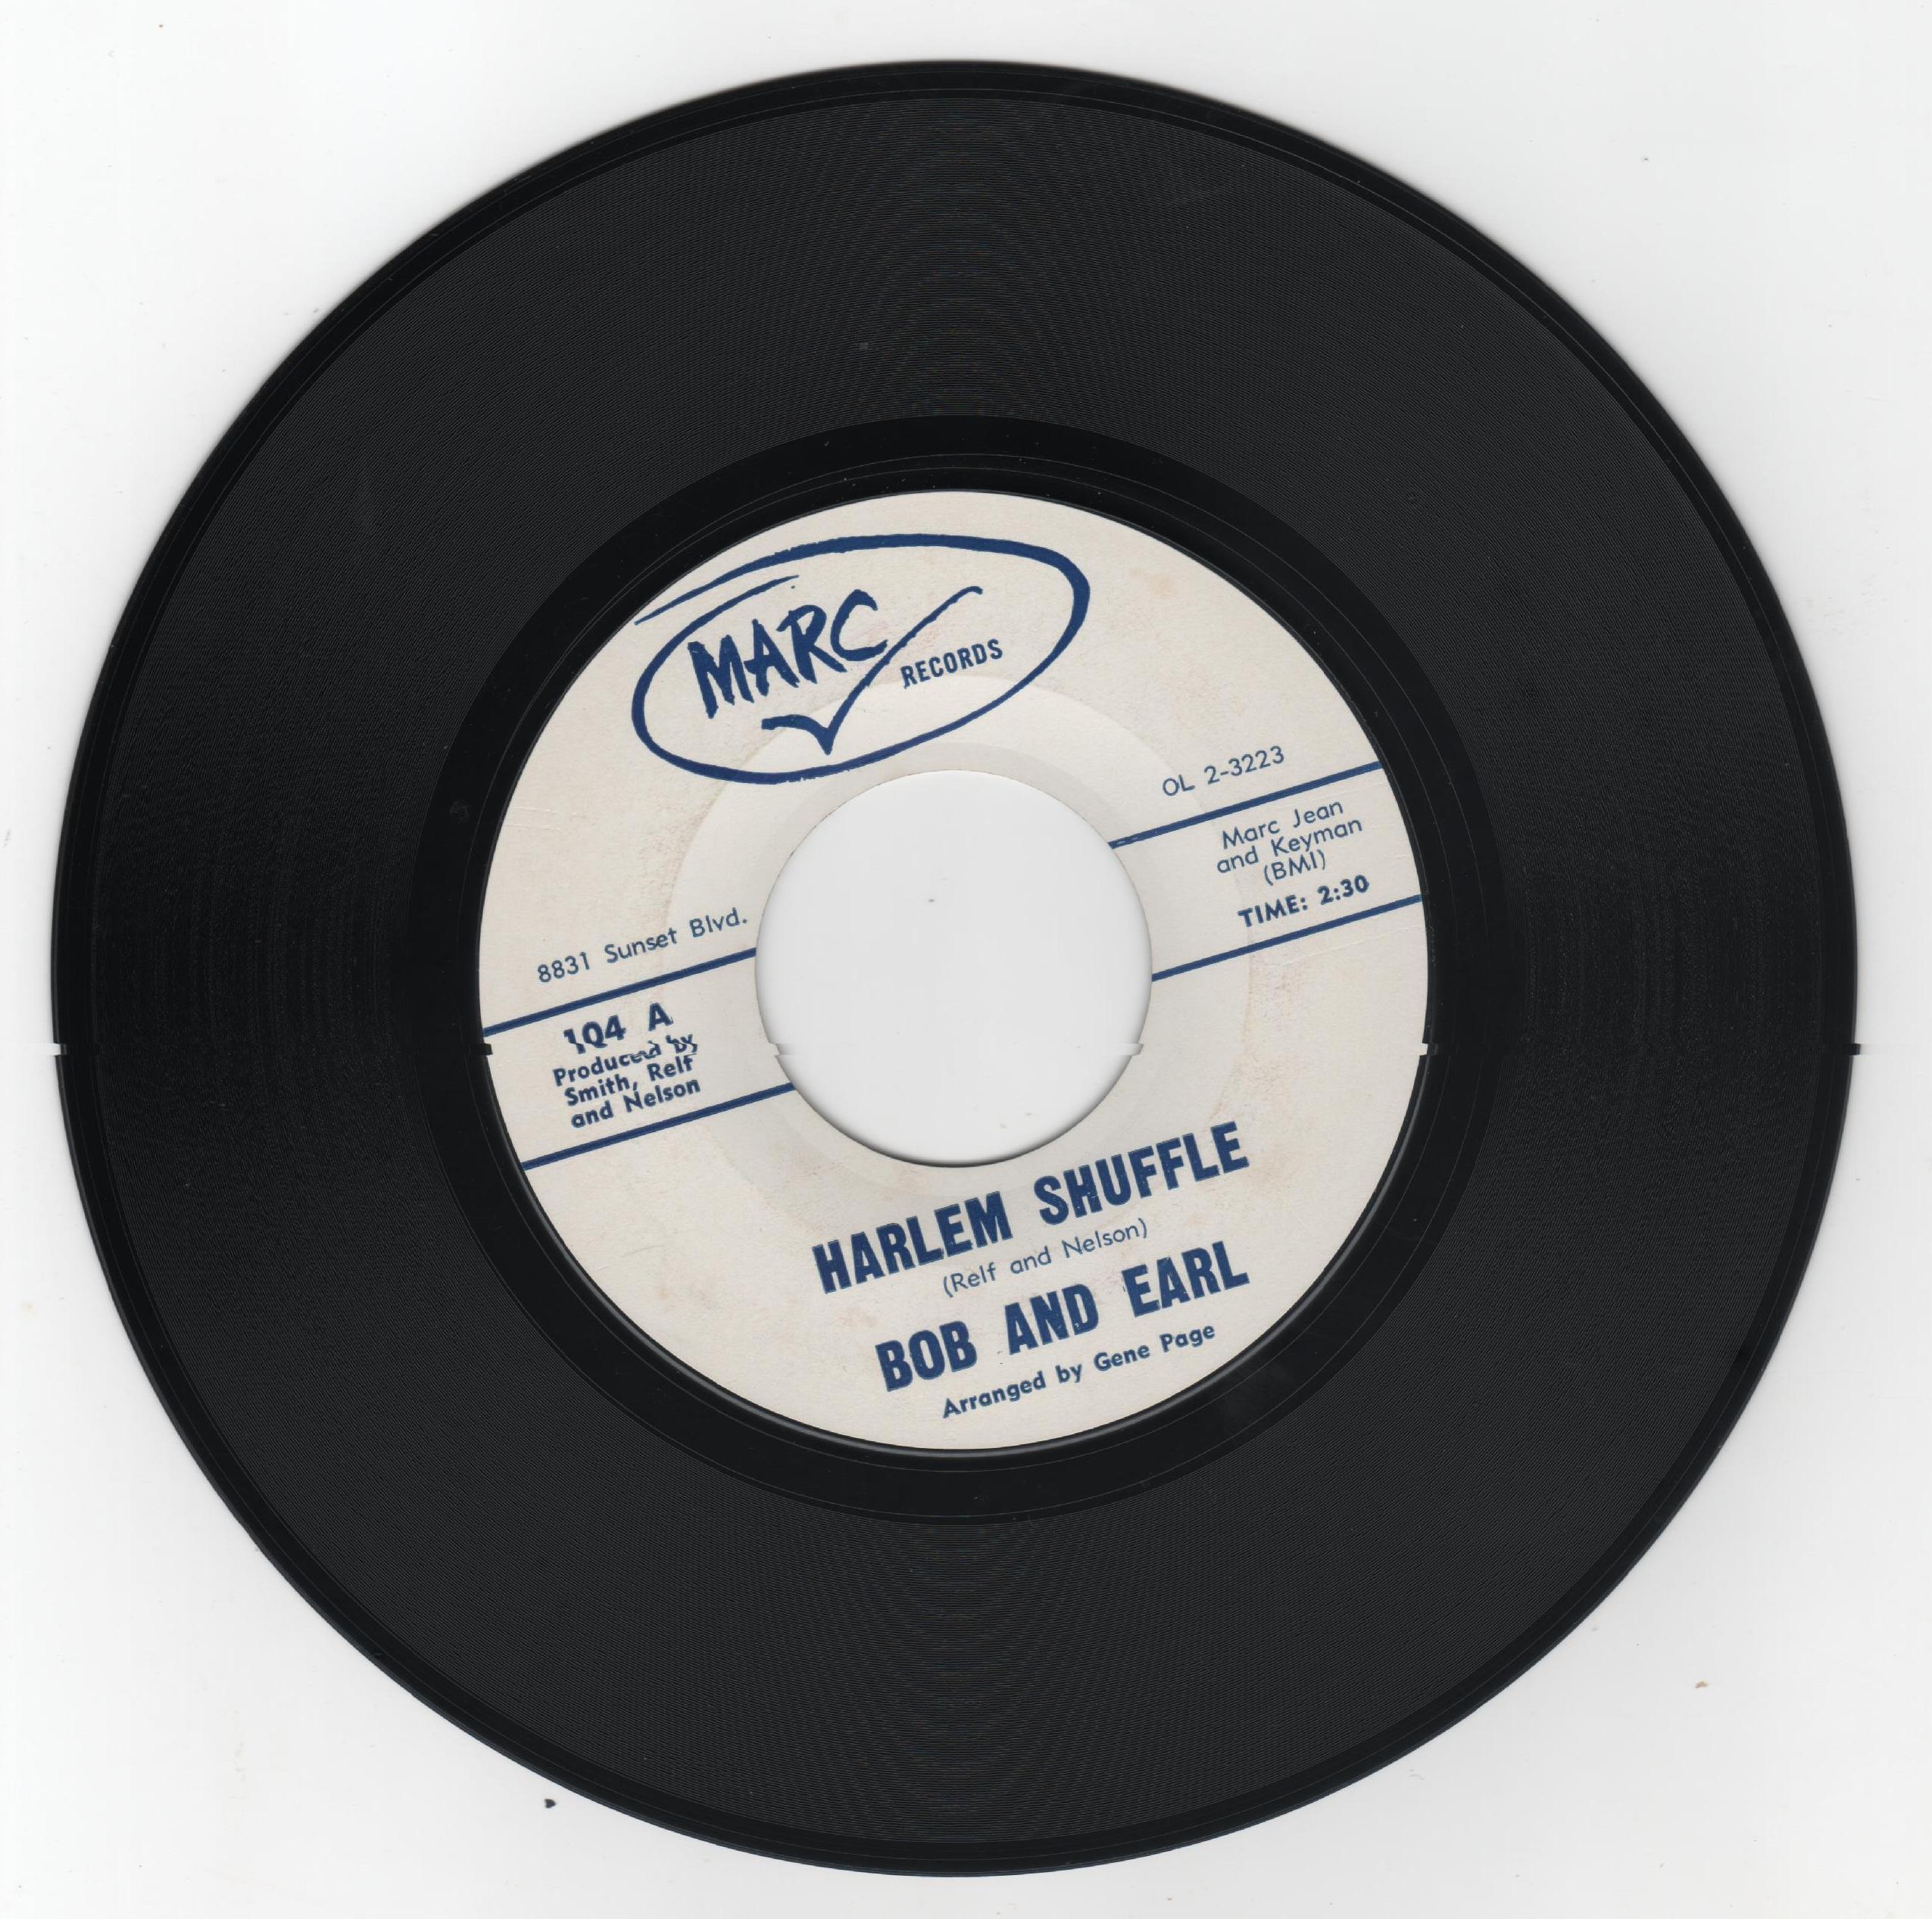 MARC
RECORDS
OL 2-3223
Marc Jean
and Keyman
(BMI)
TIME: 2:30
8831 Sunset Blvd.
104 A
Produced by
Smith, Relf
and Nelson
HARLEM SHUFFLE
(Relf and Nelson)
BOB AND EARL
Arranged by Gene Page